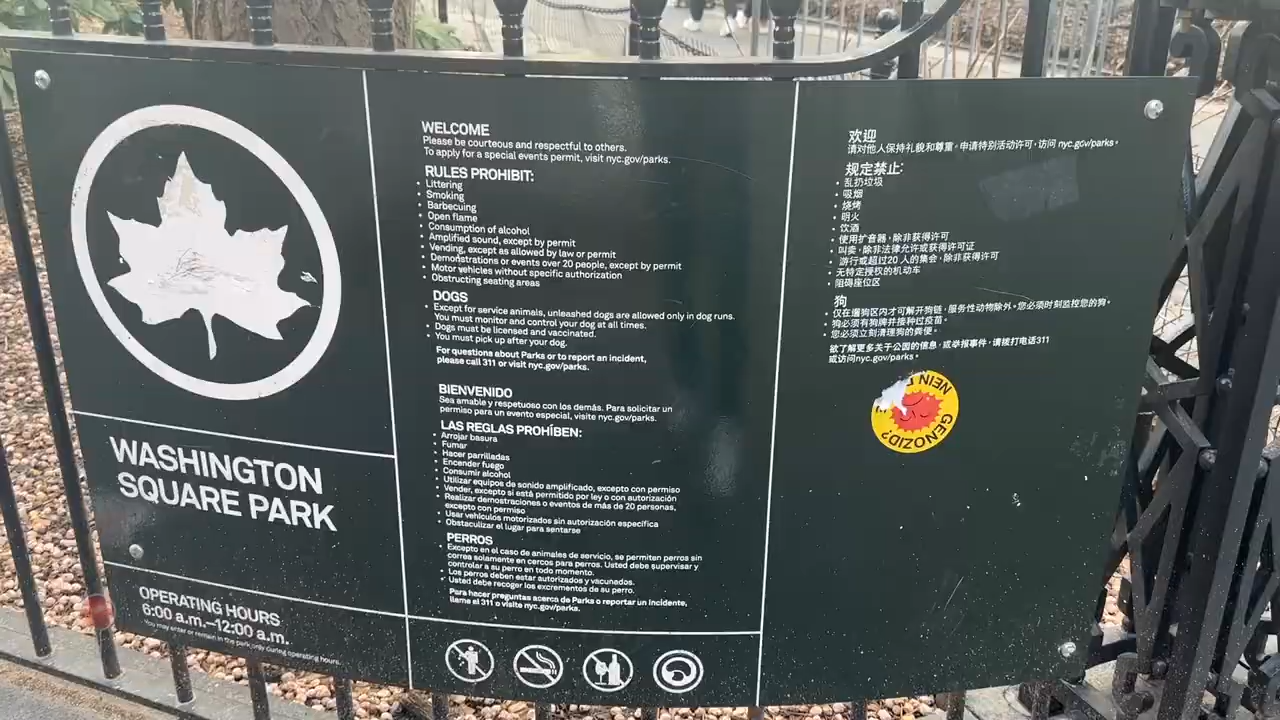 WASHINGTON
SQUARE PARK
OPERATING HOURS
6:00 a.m.–12:00 a.m.
You may enter or remain in the park only during operating hours.
WELCOME
Please be courteous and respectful to others.
To apply for a special events permit, visit nyc.gov/parks.
RULES PROHIBIT:
• Littering
• Smoking
• Barbecuing
• Open flame
• Consumption of alcohol
• Amplified sound, except by permit
• Vending, except as allowed by law or permit
• Demonstrations or events over 20 people, except by permit
• Motor vehicles without specific authorization
• Obstructing seating areas
DOGS
• Except for service animals, unleashed dogs are allowed only in dog runs.
You must monitor and control your dog at all times.
• Dogs must be licensed and vaccinated.
• You must pick up after your dog.
For questions about Parks or to report an incident,
please call 311 or visit nyc.gov/parks.
BIENVENIDO
Sea amable y respetuoso con los demás. Para solicitar un
permiso para un evento especial, visite nyc.gov/parks.
LAS REGLAS PROHÍBEN:
• Arrojar basura
• Fumar
• Hacer parrilladas
• Encender fuego
• Consumir alcohol
• Utilizar equipos de sonido amplificado, excepto con permiso
• Vender, excepto si está permitido por ley o con autorización
• Realizar demostraciones o eventos de más de 20 personas,
excepto con permiso
• Usar vehículos motorizados sin autorización específica
• Obstaculizar el lugar para sentarse
PERROS
• Excepto en el caso de animales de servicio, se permiten perros sin
correa solamente en cercos para perros. Usted debe supervisar y
controlar a su perro en todo momento.
• Los perros deben estar autorizados y vacunados.
• Usted debe recoger los excrementos de su perro.
Para hacer preguntas acerca de Parks o reportar un incidente,
llame al 311 o visite nyc.gov/parks.
欢迎
请对他人保持礼貌和尊重。申请特别活动许可,访问 nyc.gov/parks。
规定禁止:
• 乱扔垃圾
• 吸烟
• 烧烤
• 明火
• 饮酒
• 使用扩音器,除非获得许可
• 叫卖,除非法律允许或获得许可证
• 游行或超过20 人的集会,除非获得许可
• 无特定授权的机动车
• 阻碍座位区
狗
• 仅在遛狗区内才可解开狗链,服务性动物除外。您必须时刻监控您的狗。
• 狗必须有狗牌并接种过疫苗。
• 您必须立刻清理狗的粪便。
欲了解更多关于公园的信息,或举报事件,请拨打电话311
或访问nyc.gov/parks。
GENOZID?
NEIN